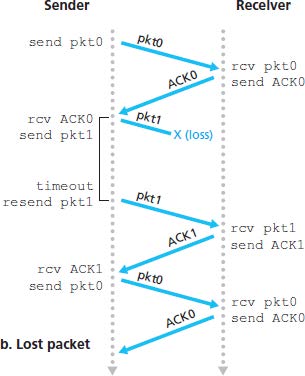 Sender Receiver
send pkt0
pkt0
rcv pkt0
send ACK0
ACK0
rcv ACK0
send pkt1
pkt1
X (loss)
timeout
resend pkt1
pkt1
rcv pkt1
send ACK1
ACK1
rcv ACK1
send pkt0
pkt0
rcv pkt0
send ACK0
ACK0
b. Lost packet